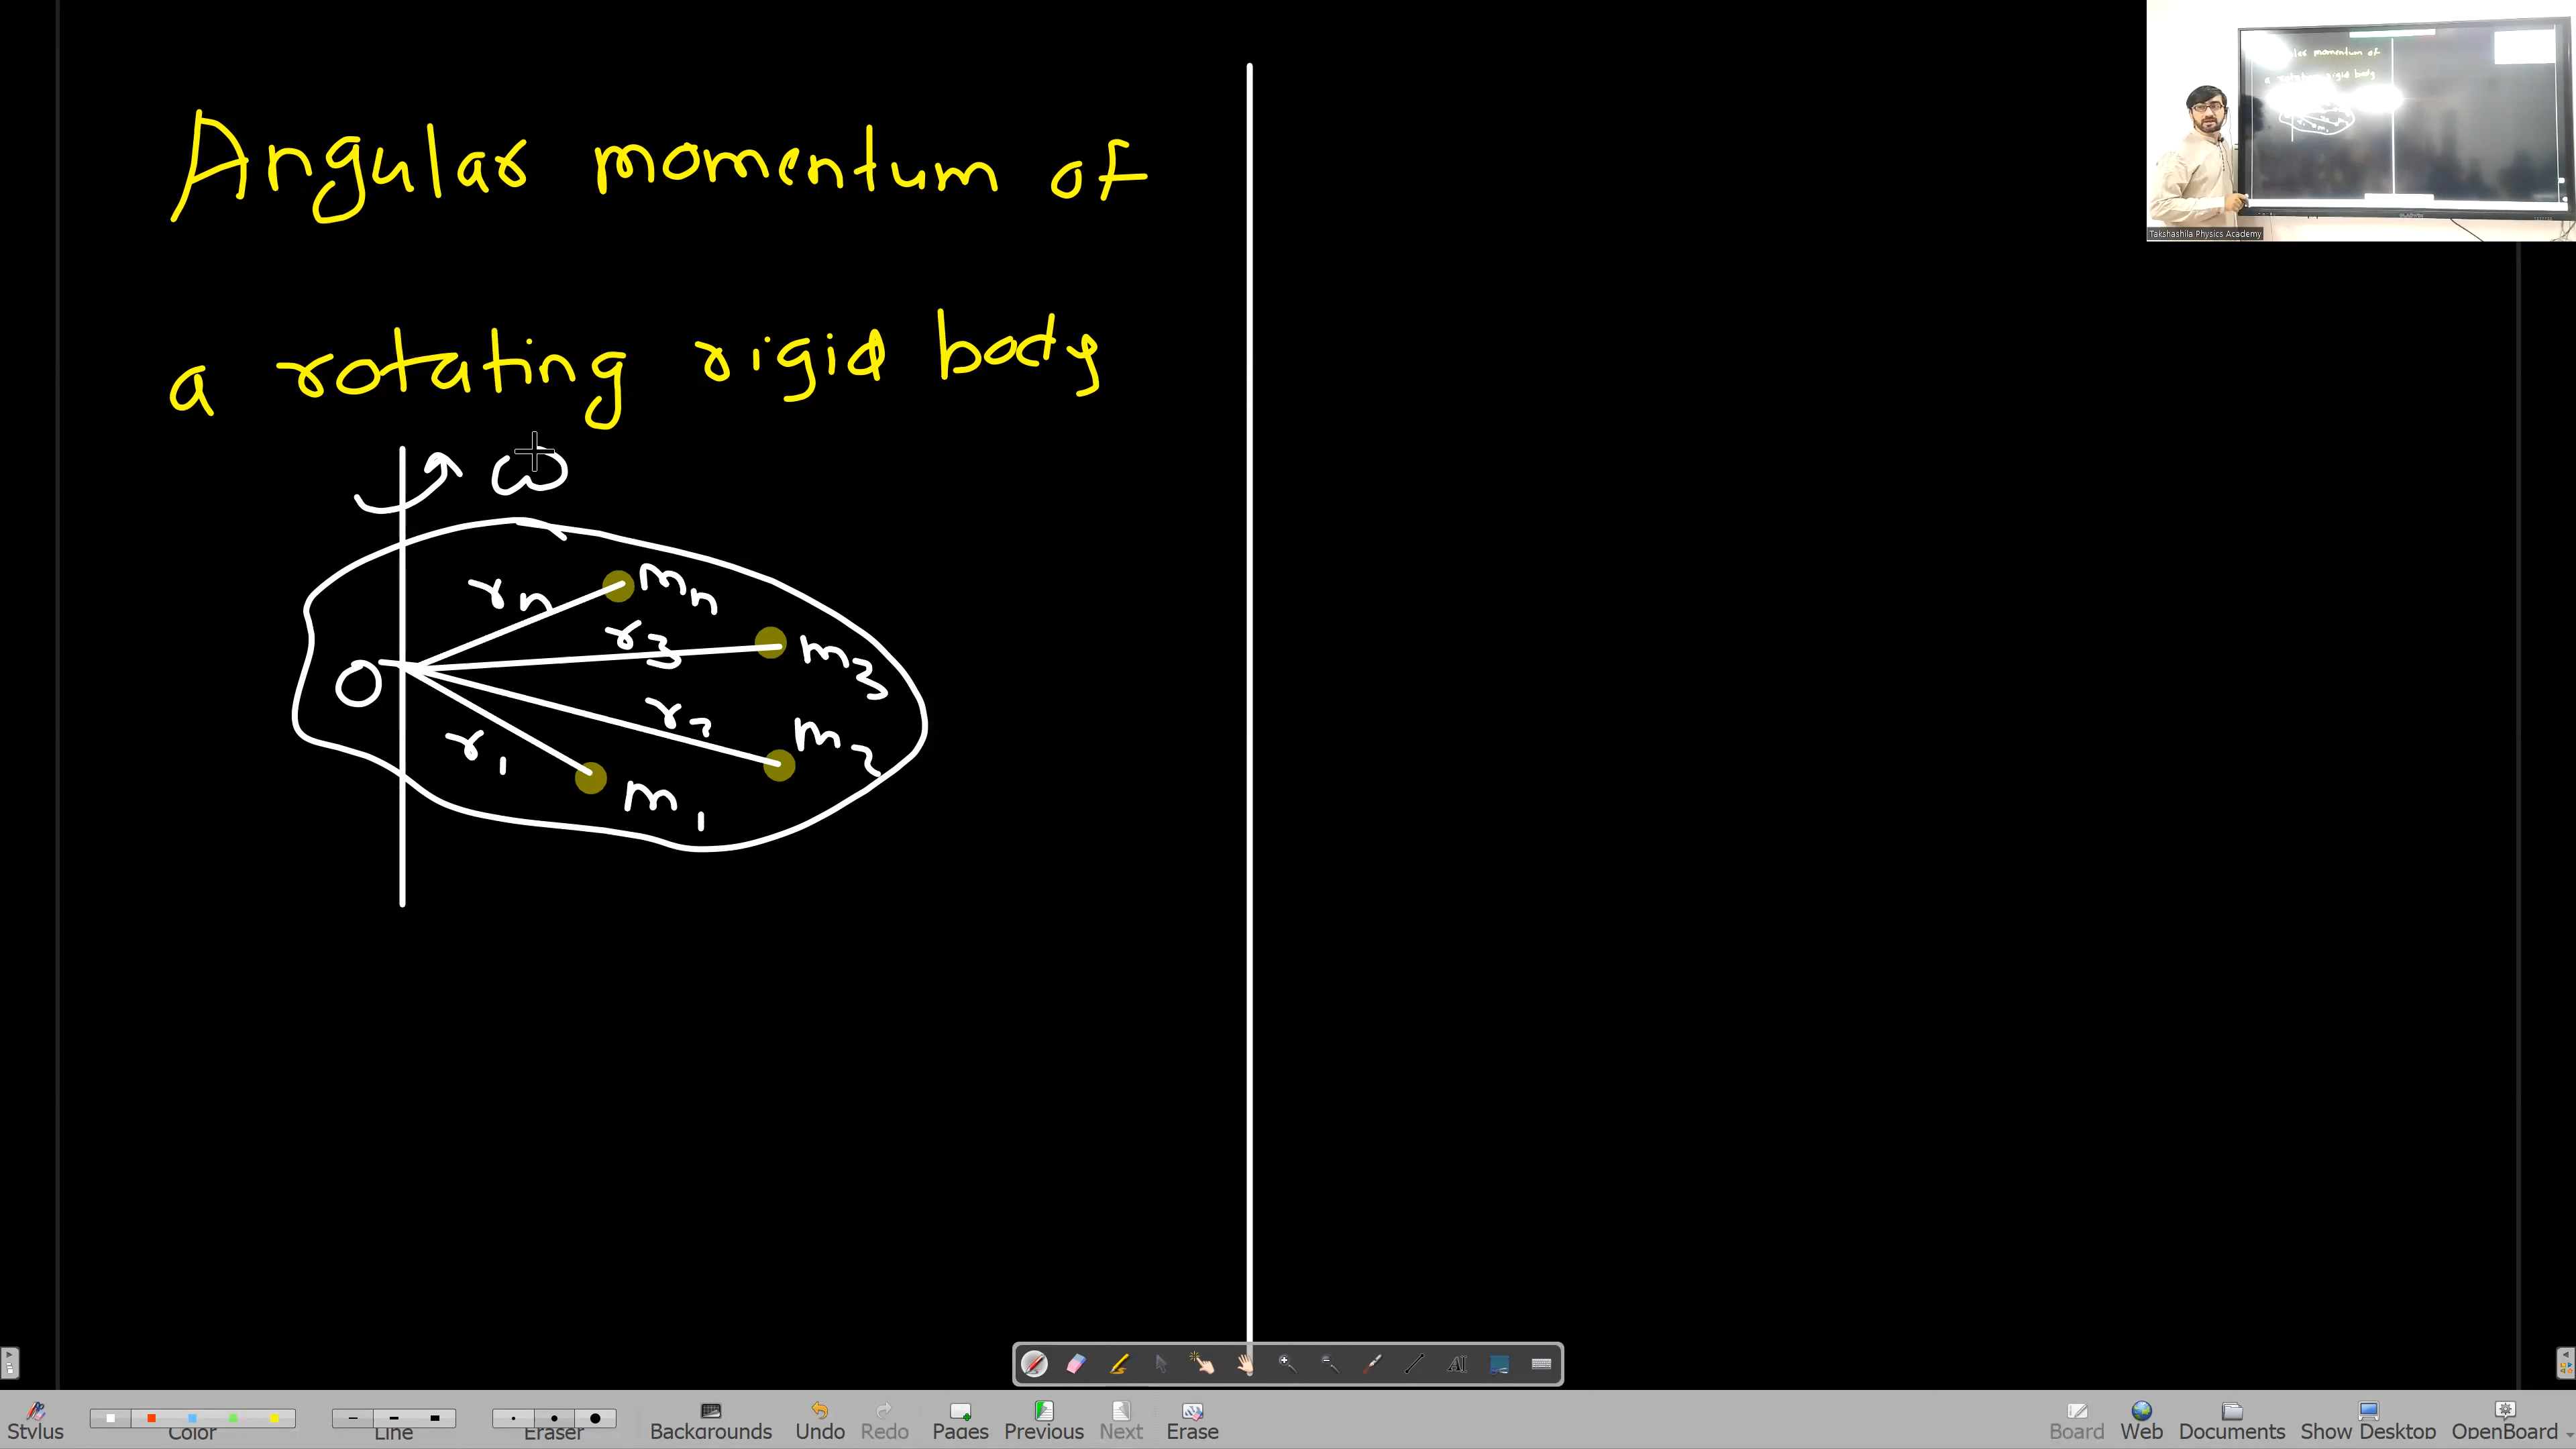 Angular momentum of
a rotating rigid body
ω
rn
mn
r3
m3
O
r2
m2
r1
m1
Takshashila Physics Academy
Stylus
Color
Line
Eraser
Backgrounds
Undo
Redo
Pages
Previous
Next
Erase
Board
Web
Documents
Show Desktop
OpenBoard